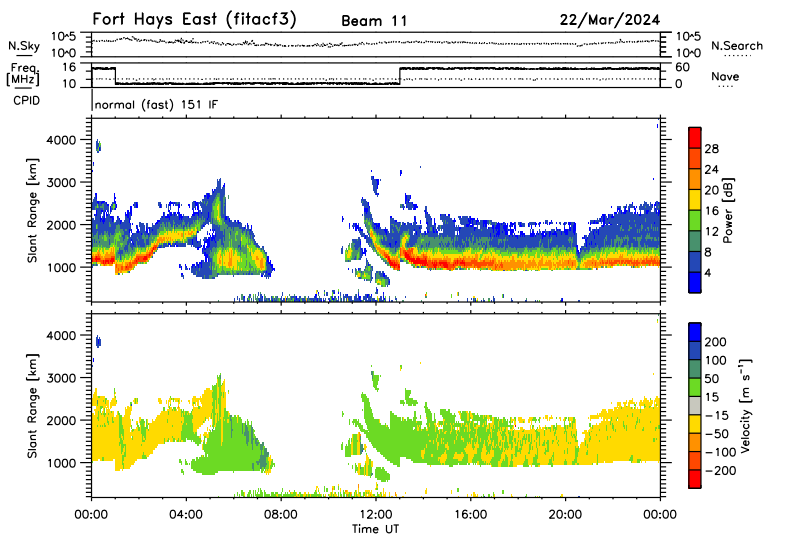 Fort Hays East (fitacf3) Beam 11 22/Mar/2024
N.Sky 10^5 10^0 10^5 10^0 N.Search
Freq. [MHz] 16 10 60 0 Nave
CPID normal (fast) 151 IF
Slant Range [km] 4000 3000 2000 1000
Power [dB] 28 24 20 16 12 8 4
Slant Range [km] 4000 3000 2000 1000
Velocity [m s⁻¹] 200 100 50 15 −15 −50 −100 −200
00:00 04:00 08:00 12:00 16:00 20:00 00:00
Time UT